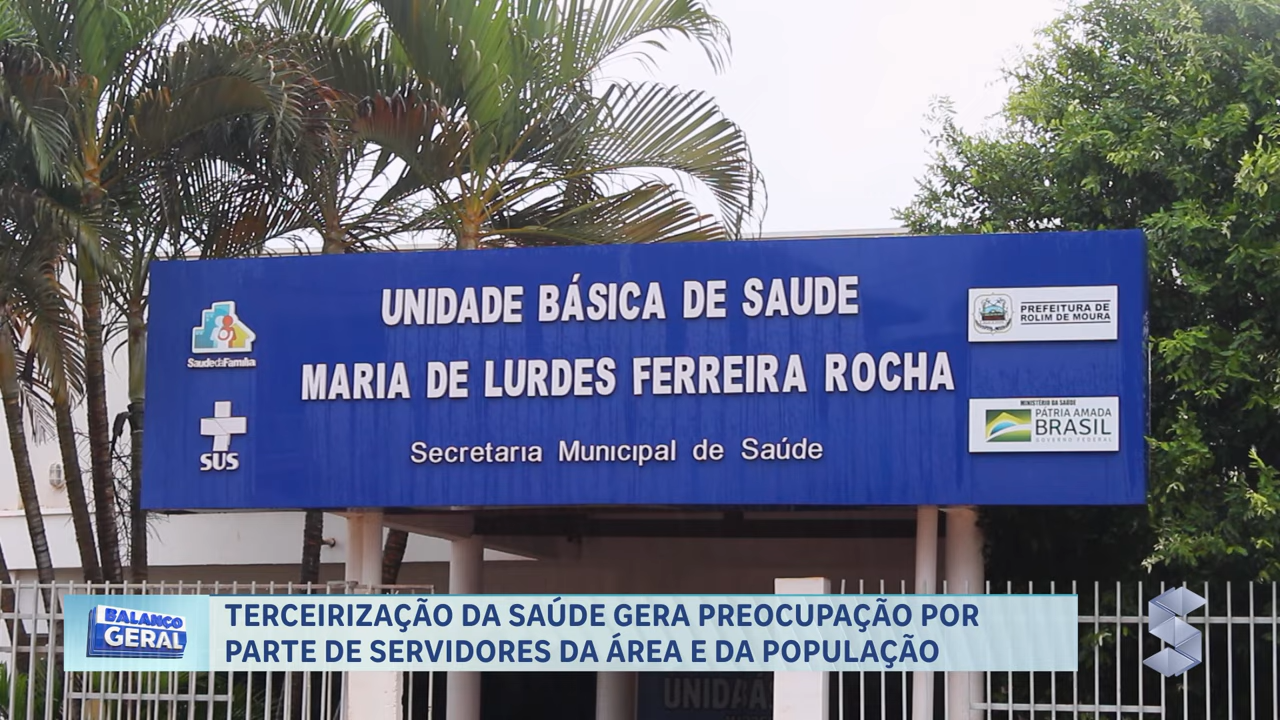 UNIDADE BÁSICA DE SAUDE
MARIA DE LURDES FERREIRA ROCHA
Secretaria Municipal de Saúde
SaúdedaFamília
SUS
PREFEITURA DE
ROLIM DE MOURA
MINISTÉRIO DA SAÚDE
PÁTRIA AMADA
BRASIL
GOVERNO FEDERAL
BALANÇO
GERAL
TERCEIRIZAÇÃO DA SAÚDE GERA PREOCUPAÇÃO POR
PARTE DE SERVIDORES DA ÁREA E DA POPULAÇÃO